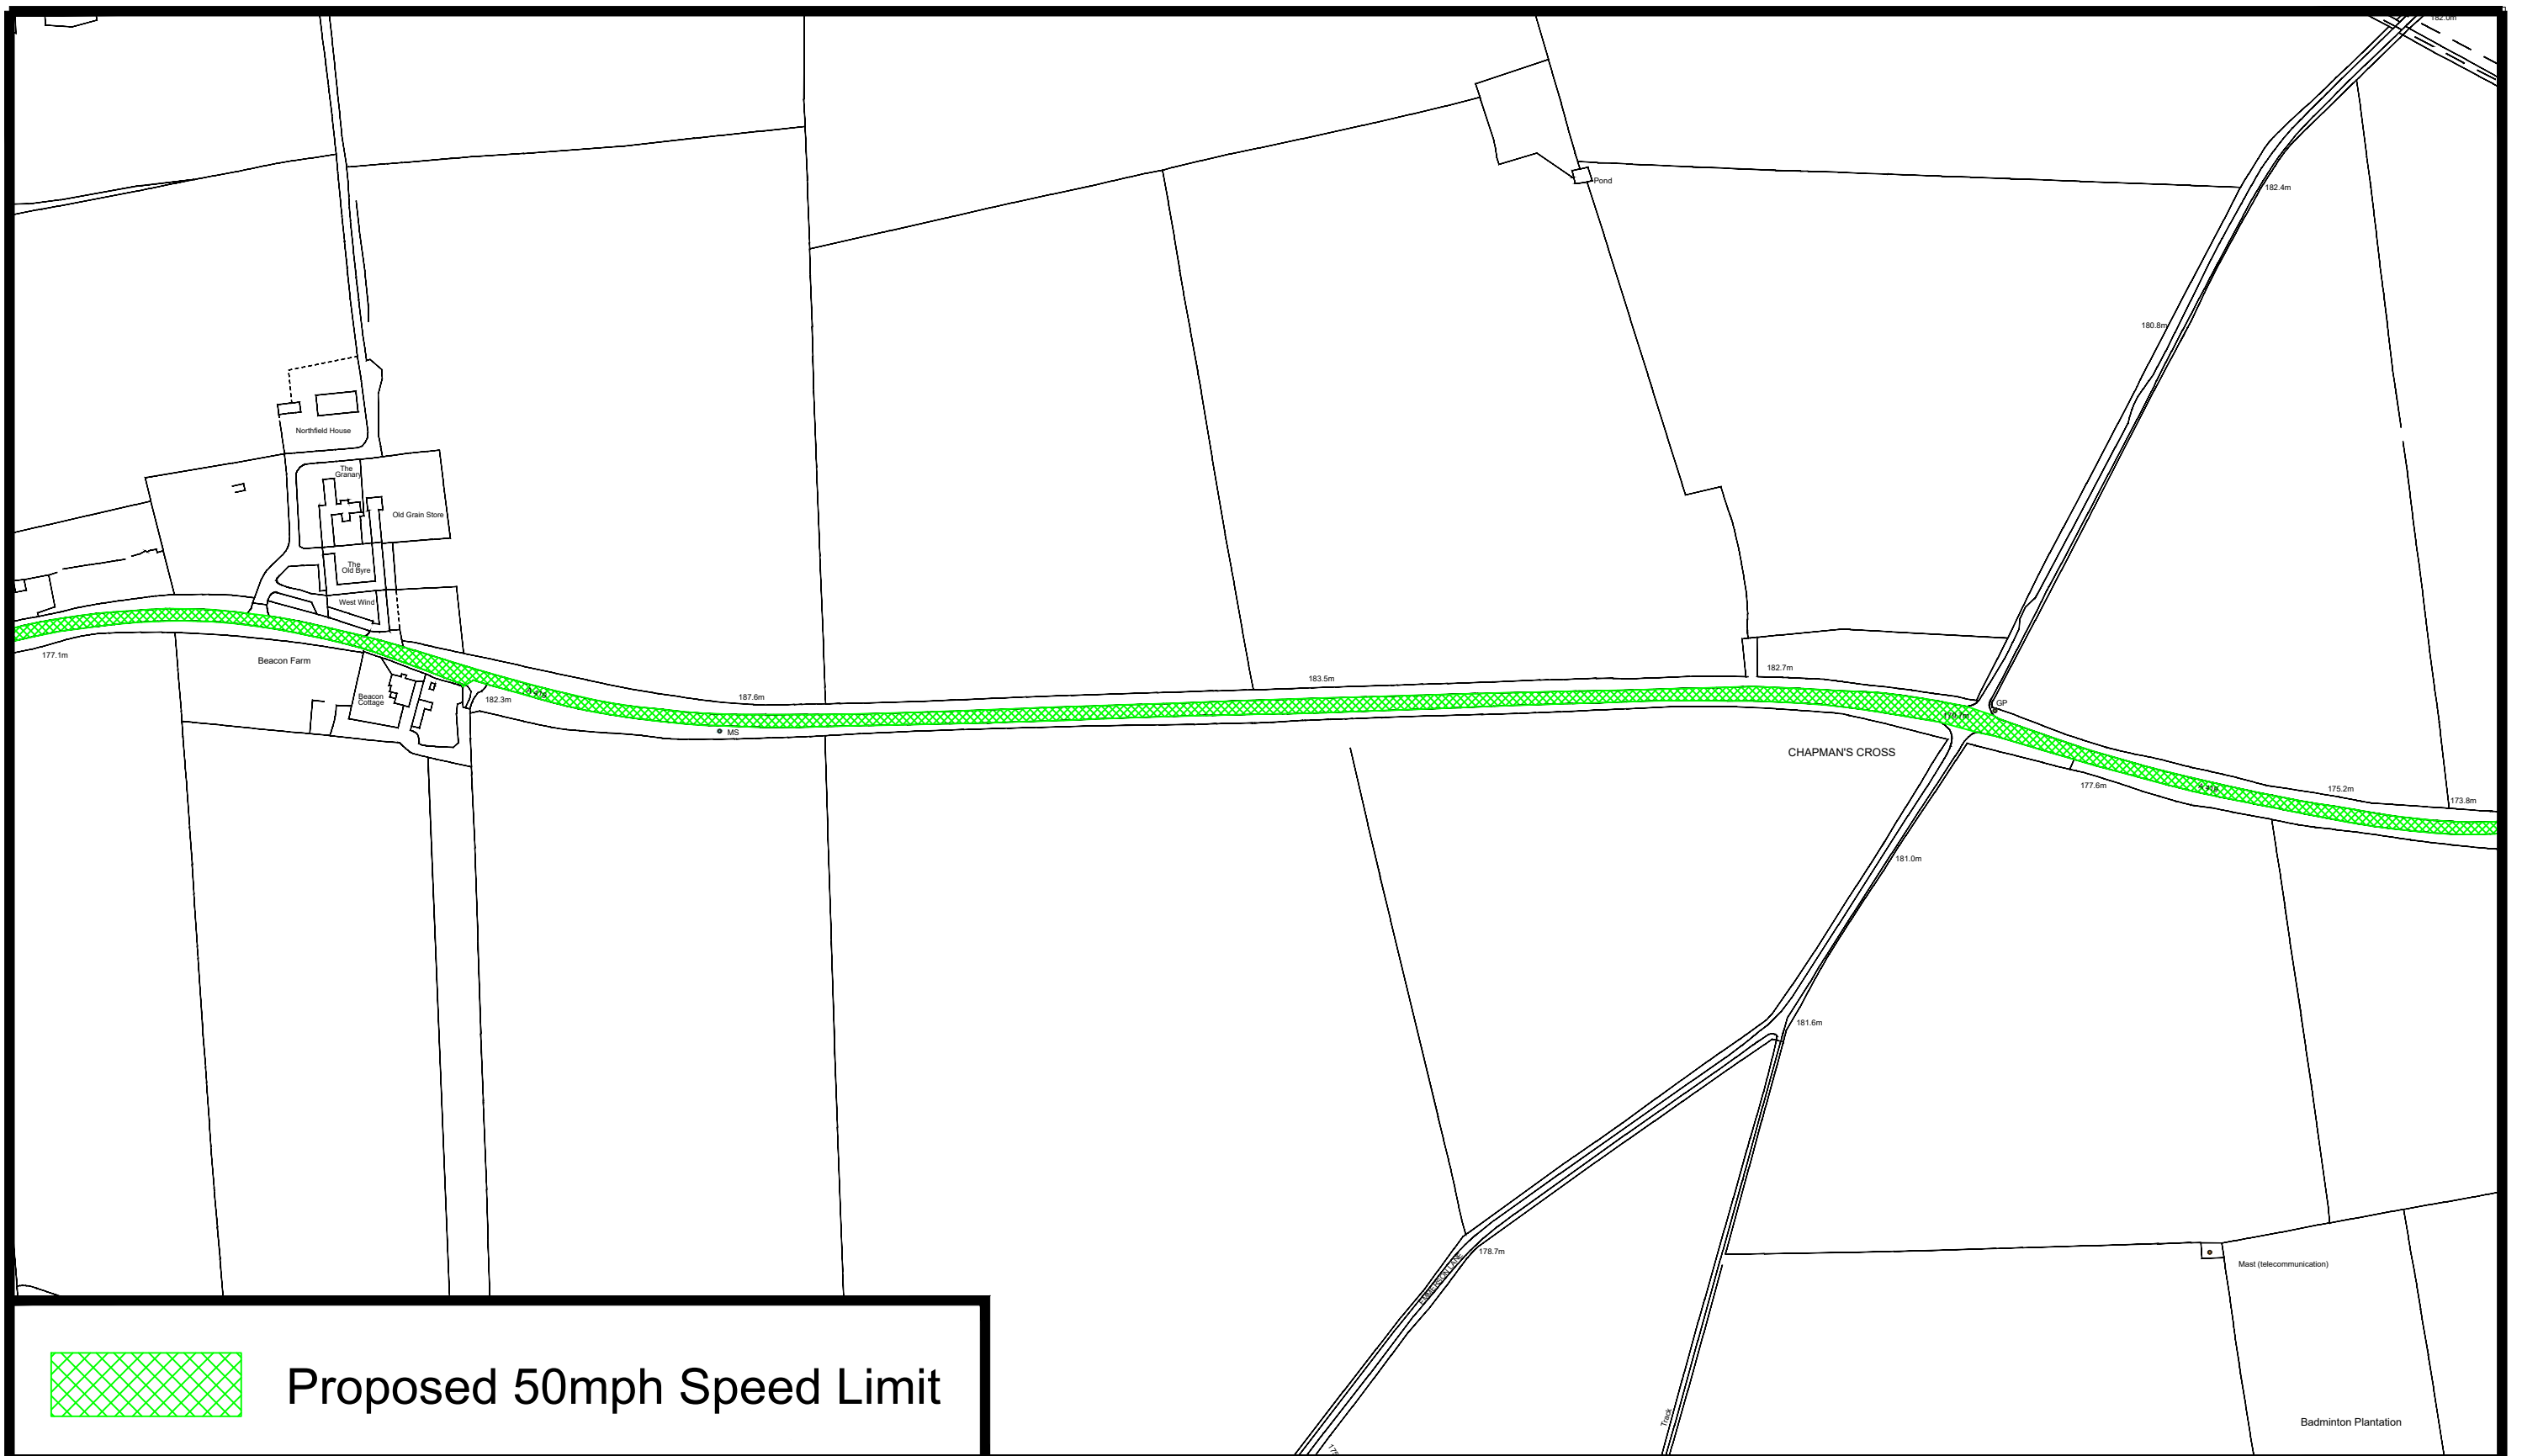 182.0m
Pond
182.4m
180.8m
Northfield House
The
Granary
Old Grain Store
The
Old Byre
West Wind
177.1m
Beacon Farm
Beacon
Cottage
182.3m
187.6m
MS
183.5m
182.7m
GP
179.7m
CHAPMAN'S CROSS
177.6m
175.2m
173.8m
181.0m
181.6m
178.7m
Mast (telecommunication)
Track
Badminton Plantation
Proposed 50mph Speed Limit